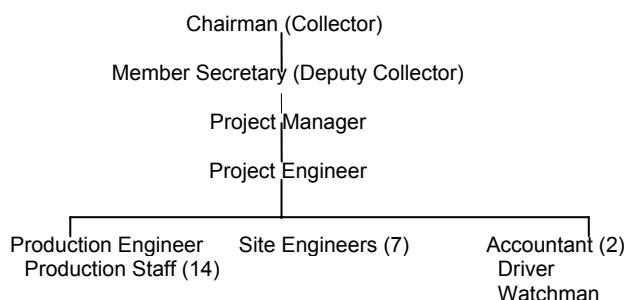 Chairman (Collector)
Member Secretary (Deputy Collector)
Project Manager
Project Engineer
Production Engineer
Production Staff (14)
Site Engineers (7)
Accountant (2)
Driver
Watchman